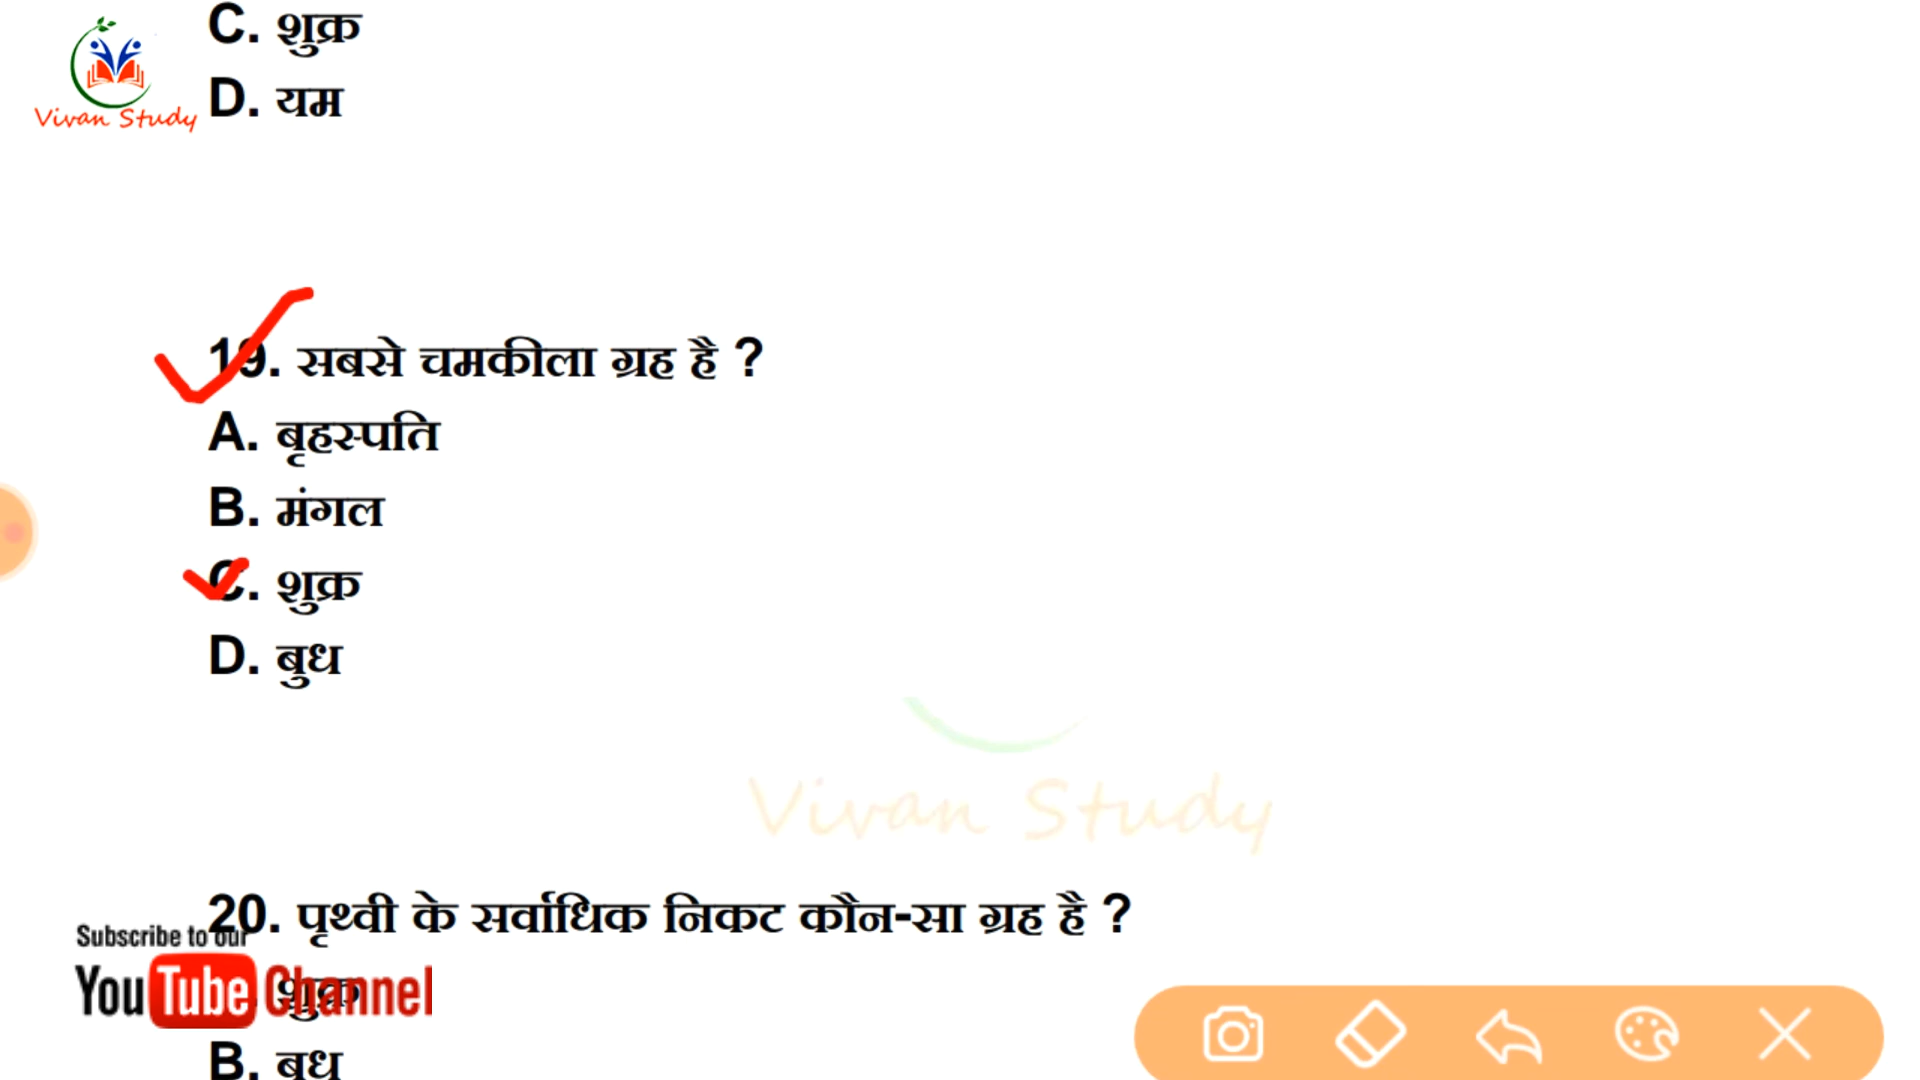 C. शुक्र
D. यम
Vivan Study
19. सबसे चमकीला ग्रह है ?
A. बृहस्पति
B. मंगल
C. शुक्र
D. बुध
Vivan Study
20. पृथ्वी के सर्वाधिक निकट कौन-सा ग्रह है ?
Subscribe to our
YouTube Channel
शुक्र
B. बुध